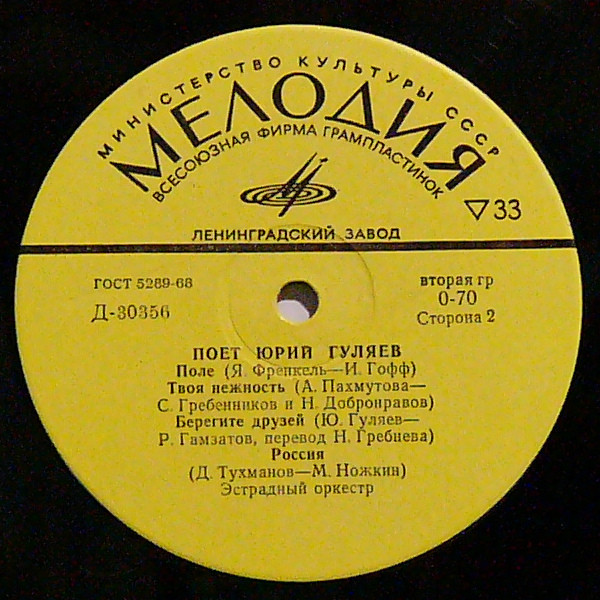 МИНИСТЕРСТВО КУЛЬТУРЫ СССР
МЕЛОДИЯ
ВСЕСОЮЗНАЯ ФИРМА ГРАМПЛАСТИНОК
33
ЛЕНИНГРАДСКИЙ ЗАВОД
ГОСТ 5289-68
Д-30356
вторая гр
0-70
Сторона 2
ПОЕТ ЮРИЙ ГУЛЯЕВ
Поле (Я. Френкель—И. Гофф)
Твоя нежность (А. Пахмутова—
С. Гребенников и Н. Добронравов)
Берегите друзей (Ю. Гуляев—
Р. Гамзатов, перевод Н. Гребнева)
Россия
(Д. Тухманов—М. Ножкин)
Эстрадный оркестр